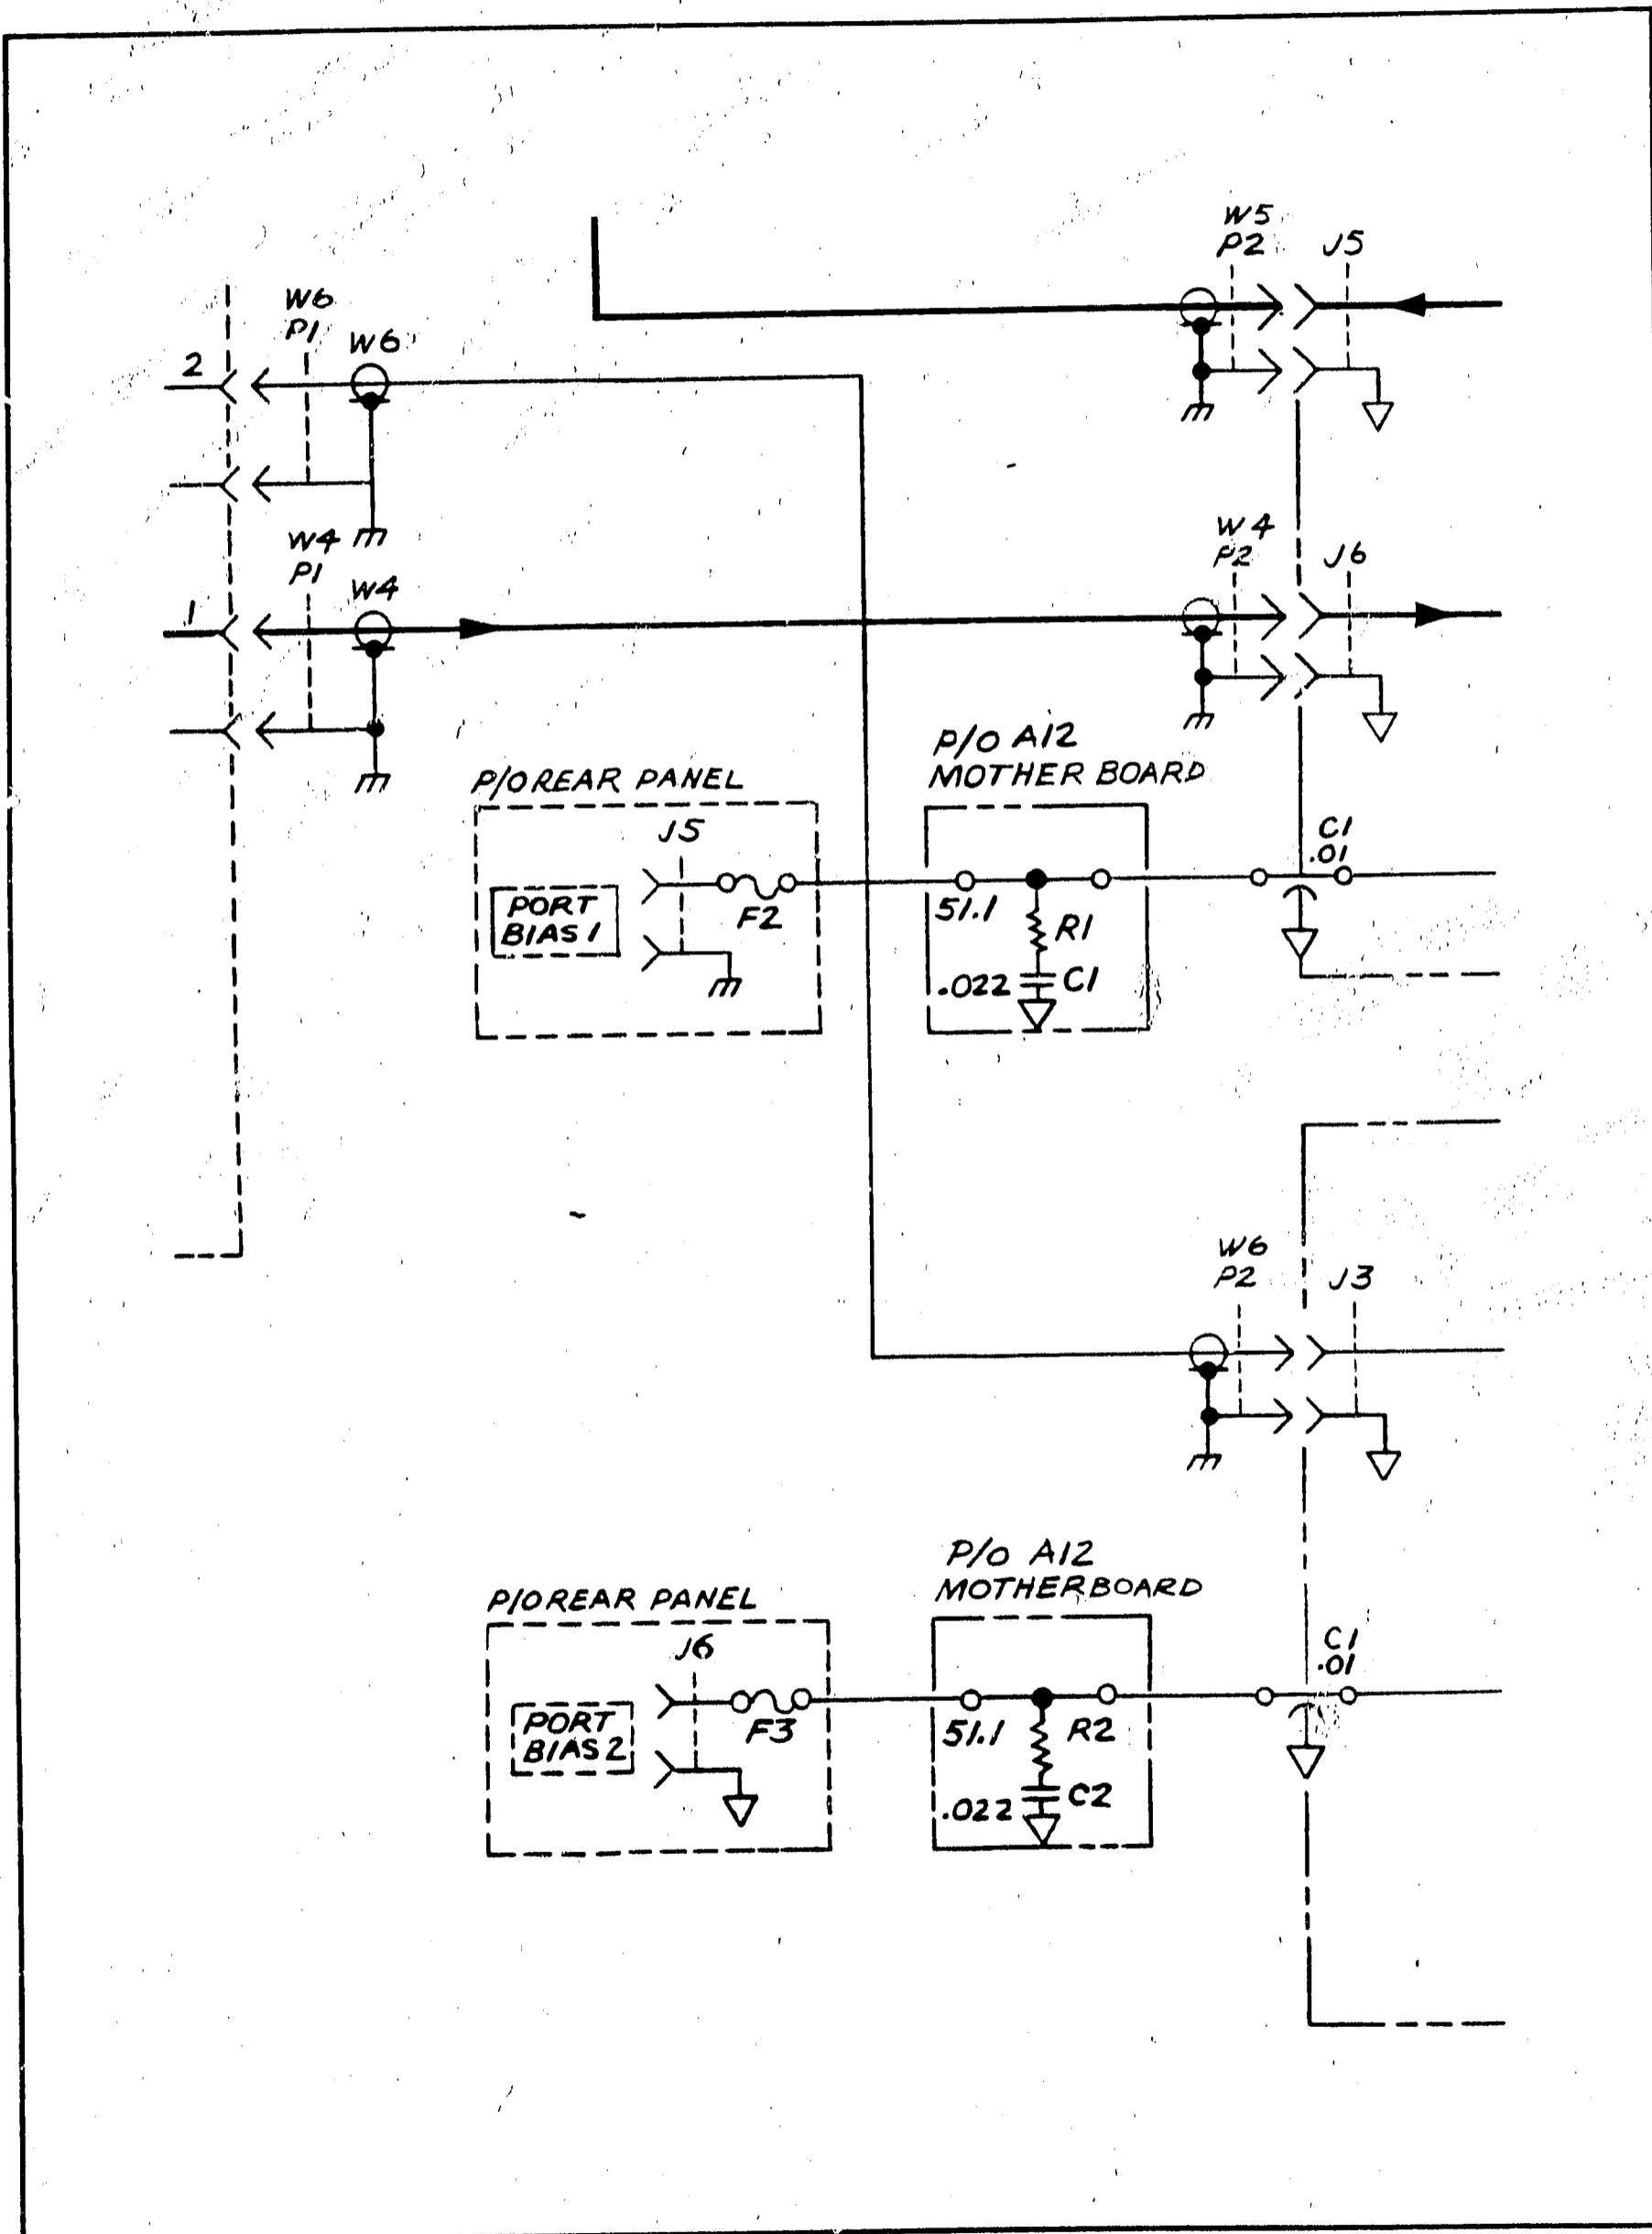 W5
P2
J5
W6
P1
W6
2
W4
P2
J6
W4
P1
W4
1
P/O A12
MOTHER BOARD
P/O REAR PANEL
J5
C1
.01
PORT
BIAS 1
F2
51.1
R1
.022
C1
W6
P2
J3
P/O A12
MOTHERBOARD
P/O REAR PANEL
J6
C1
.01
PORT
BIAS 2
F3
51.1
R2
.022
C2